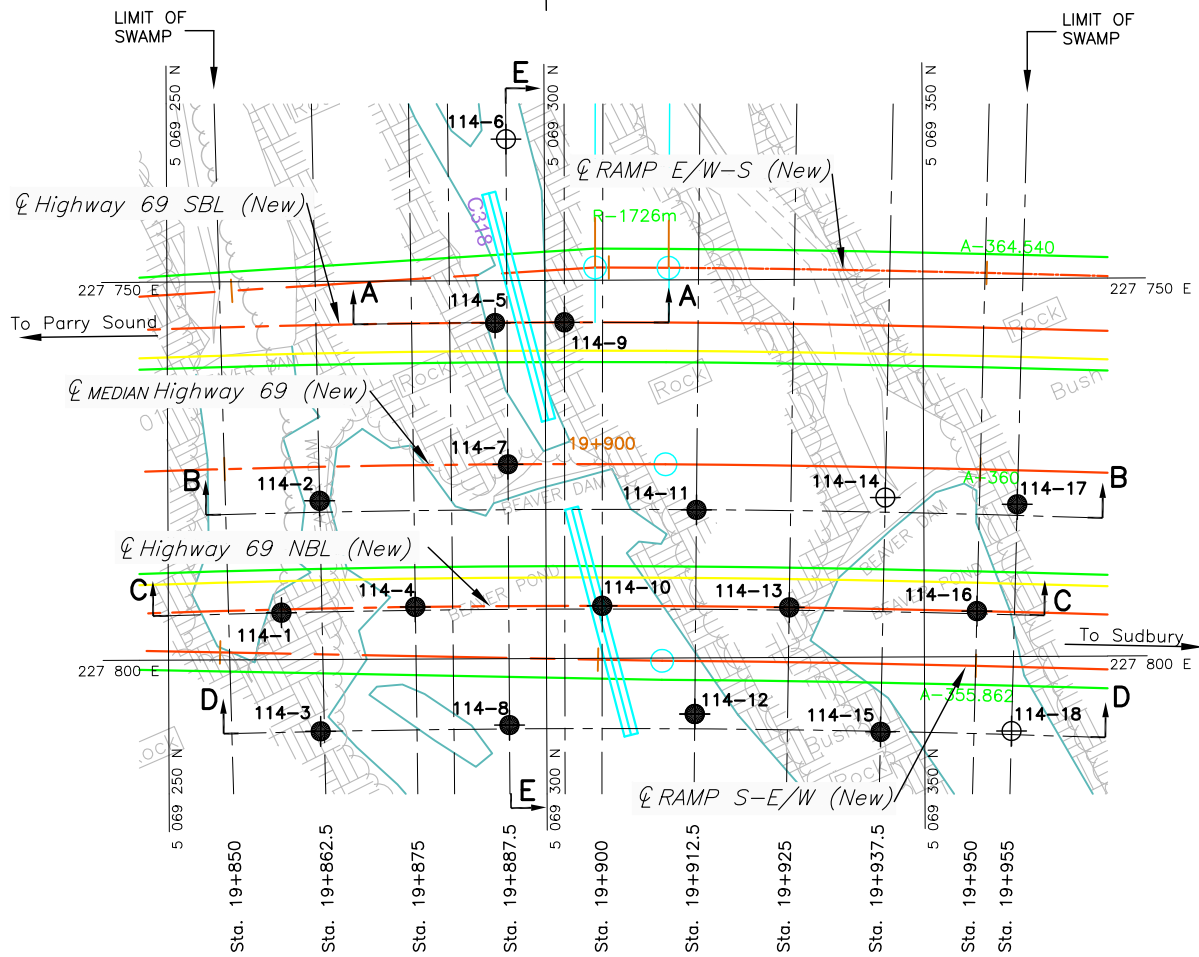 LIMIT OF
SWAMP
LIMIT OF
SWAMP
5 069 250 N
E
5 069 300 N
5 069 350 N
114-6
℄ RAMP E/W-S (New)
℄ Highway 69 SBL (New)
C318
R-1726m
A-364.540
227 750 E
A
A
227 750 E
To Parry Sound
114-5
114-9
Rock
BEAVER DAM
Rock
Rock
Bush
℄ MEDIAN Highway 69 (New)
01
19+900
114-7
B
114-2
DAM
BEAVER DAM
114-11
114-14
A-360
114-17
B
℄ Highway 69 NBL (New)
BEAVER DAM
C
114-4
BEAVER POND
114-10
114-13
BEAVER POND
114-16
C
114-1
To Sudbury
227 800 E
227 800 E
D
114-3
114-8
114-12
A-355.862
114-15
114-18
D
Rock
Bush
Rock
5 069 250 N
E
5 069 300 N
℄ RAMP S-E/W (New)
5 069 350 N
Sta. 19+850
Sta. 19+862.5
Sta. 19+875
Sta. 19+887.5
Sta. 19+900
Sta. 19+912.5
Sta. 19+925
Sta. 19+937.5
Sta. 19+950
Sta. 19+955